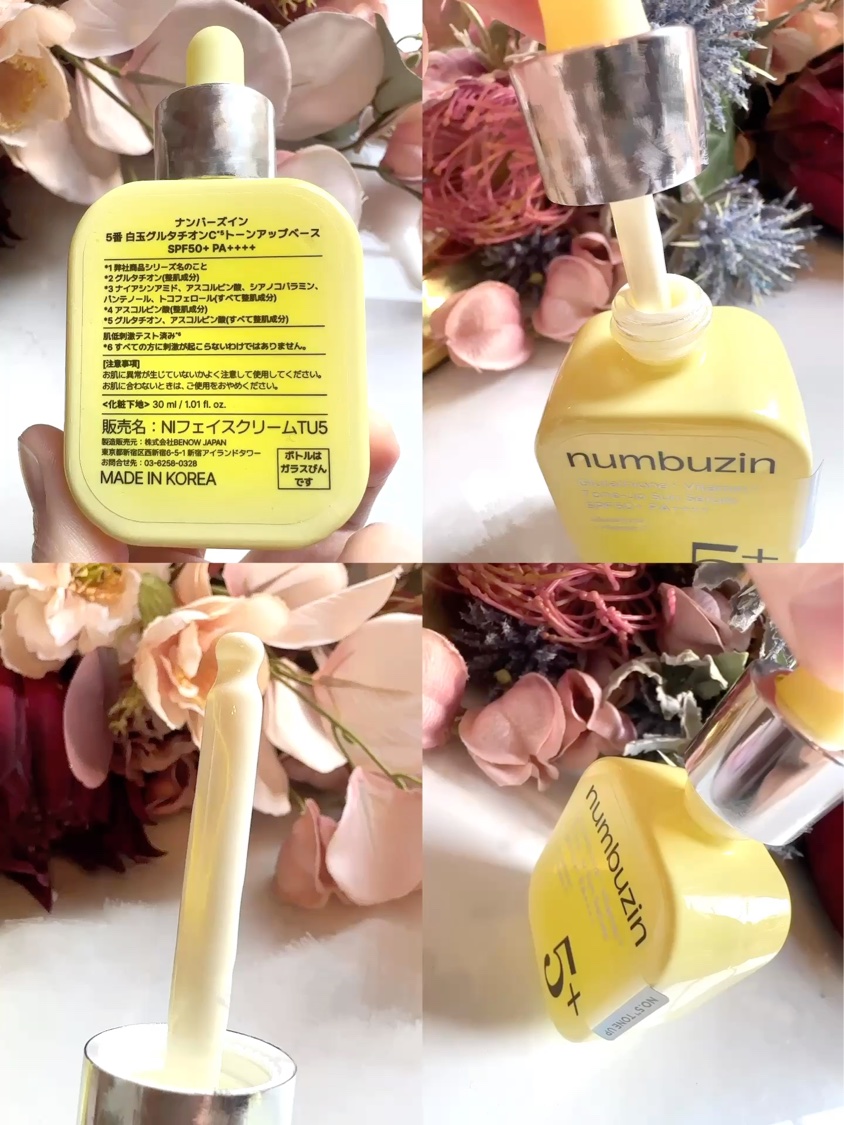 ナンバーズイン
5番 白玉グルタチオンC*⁵トーンアップベース
SPF50+ PA++++
*1 弊社商品シリーズ名のこと
*2 グルタチオン(整肌成分)
*3 ナイアシンアミド、アスコルビン酸、シアノコバラミン、
パンテノール、トコフェロール(すべて整肌成分)
*4 アスコルビン酸(整肌成分)
*5 グルタチオン、アスコルビン酸(すべて整肌成分)
肌低刺激テスト済み*⁶
*6 すべての方に刺激が起こらないわけではありません。
[注意事項]
お肌に異常が生じていないかよく注意して使用してください。
お肌に合わないときは、ご使用をおやめください。
<化粧下地> 30 ml / 1.01 fl. oz.
販売名：NIフェイスクリームTU5
製造販売元：株式会社BENOW JAPAN
東京都新宿区西新宿6-5-1 新宿アイランドタワー
お問合せ先：03-6258-0328
MADE IN KOREA
ボトルは
ガラスびん
です
numbuzin
5+
numbuzin
5+
NO.5 TONE UP